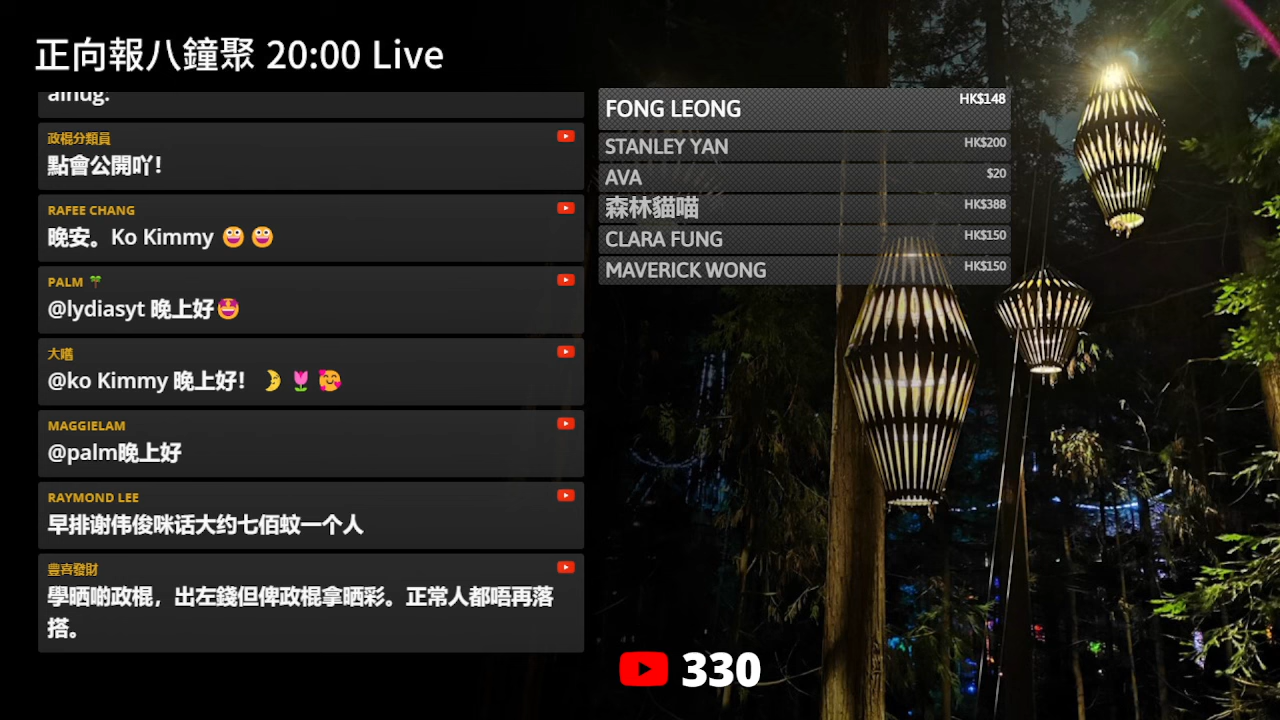 正向報八鐘聚 20:00 Live
政棍分類員
點會公開吖！
RAFEE CHANG
晚安。Ko Kimmy 😀 😀
PALM 🌴
@lydiasyt 晚上好🤩
大嘴
@ko Kimmy 晚上好！ 🌛🌷🥰
MAGGIELAM
@palm晚上好
RAYMOND LEE
早排谢伟俊咪话大约七佰蚊一个人
豐喜發財
學晒啲政棍，出左錢但俾政棍拿晒彩。正常人都唔再落
搭。
FONG LEONG HK$148
STANLEY YAN HK$200
AVA $20
森林貓喵 HK$388
CLARA FUNG HK$150
MAVERICK WONG HK$150
330